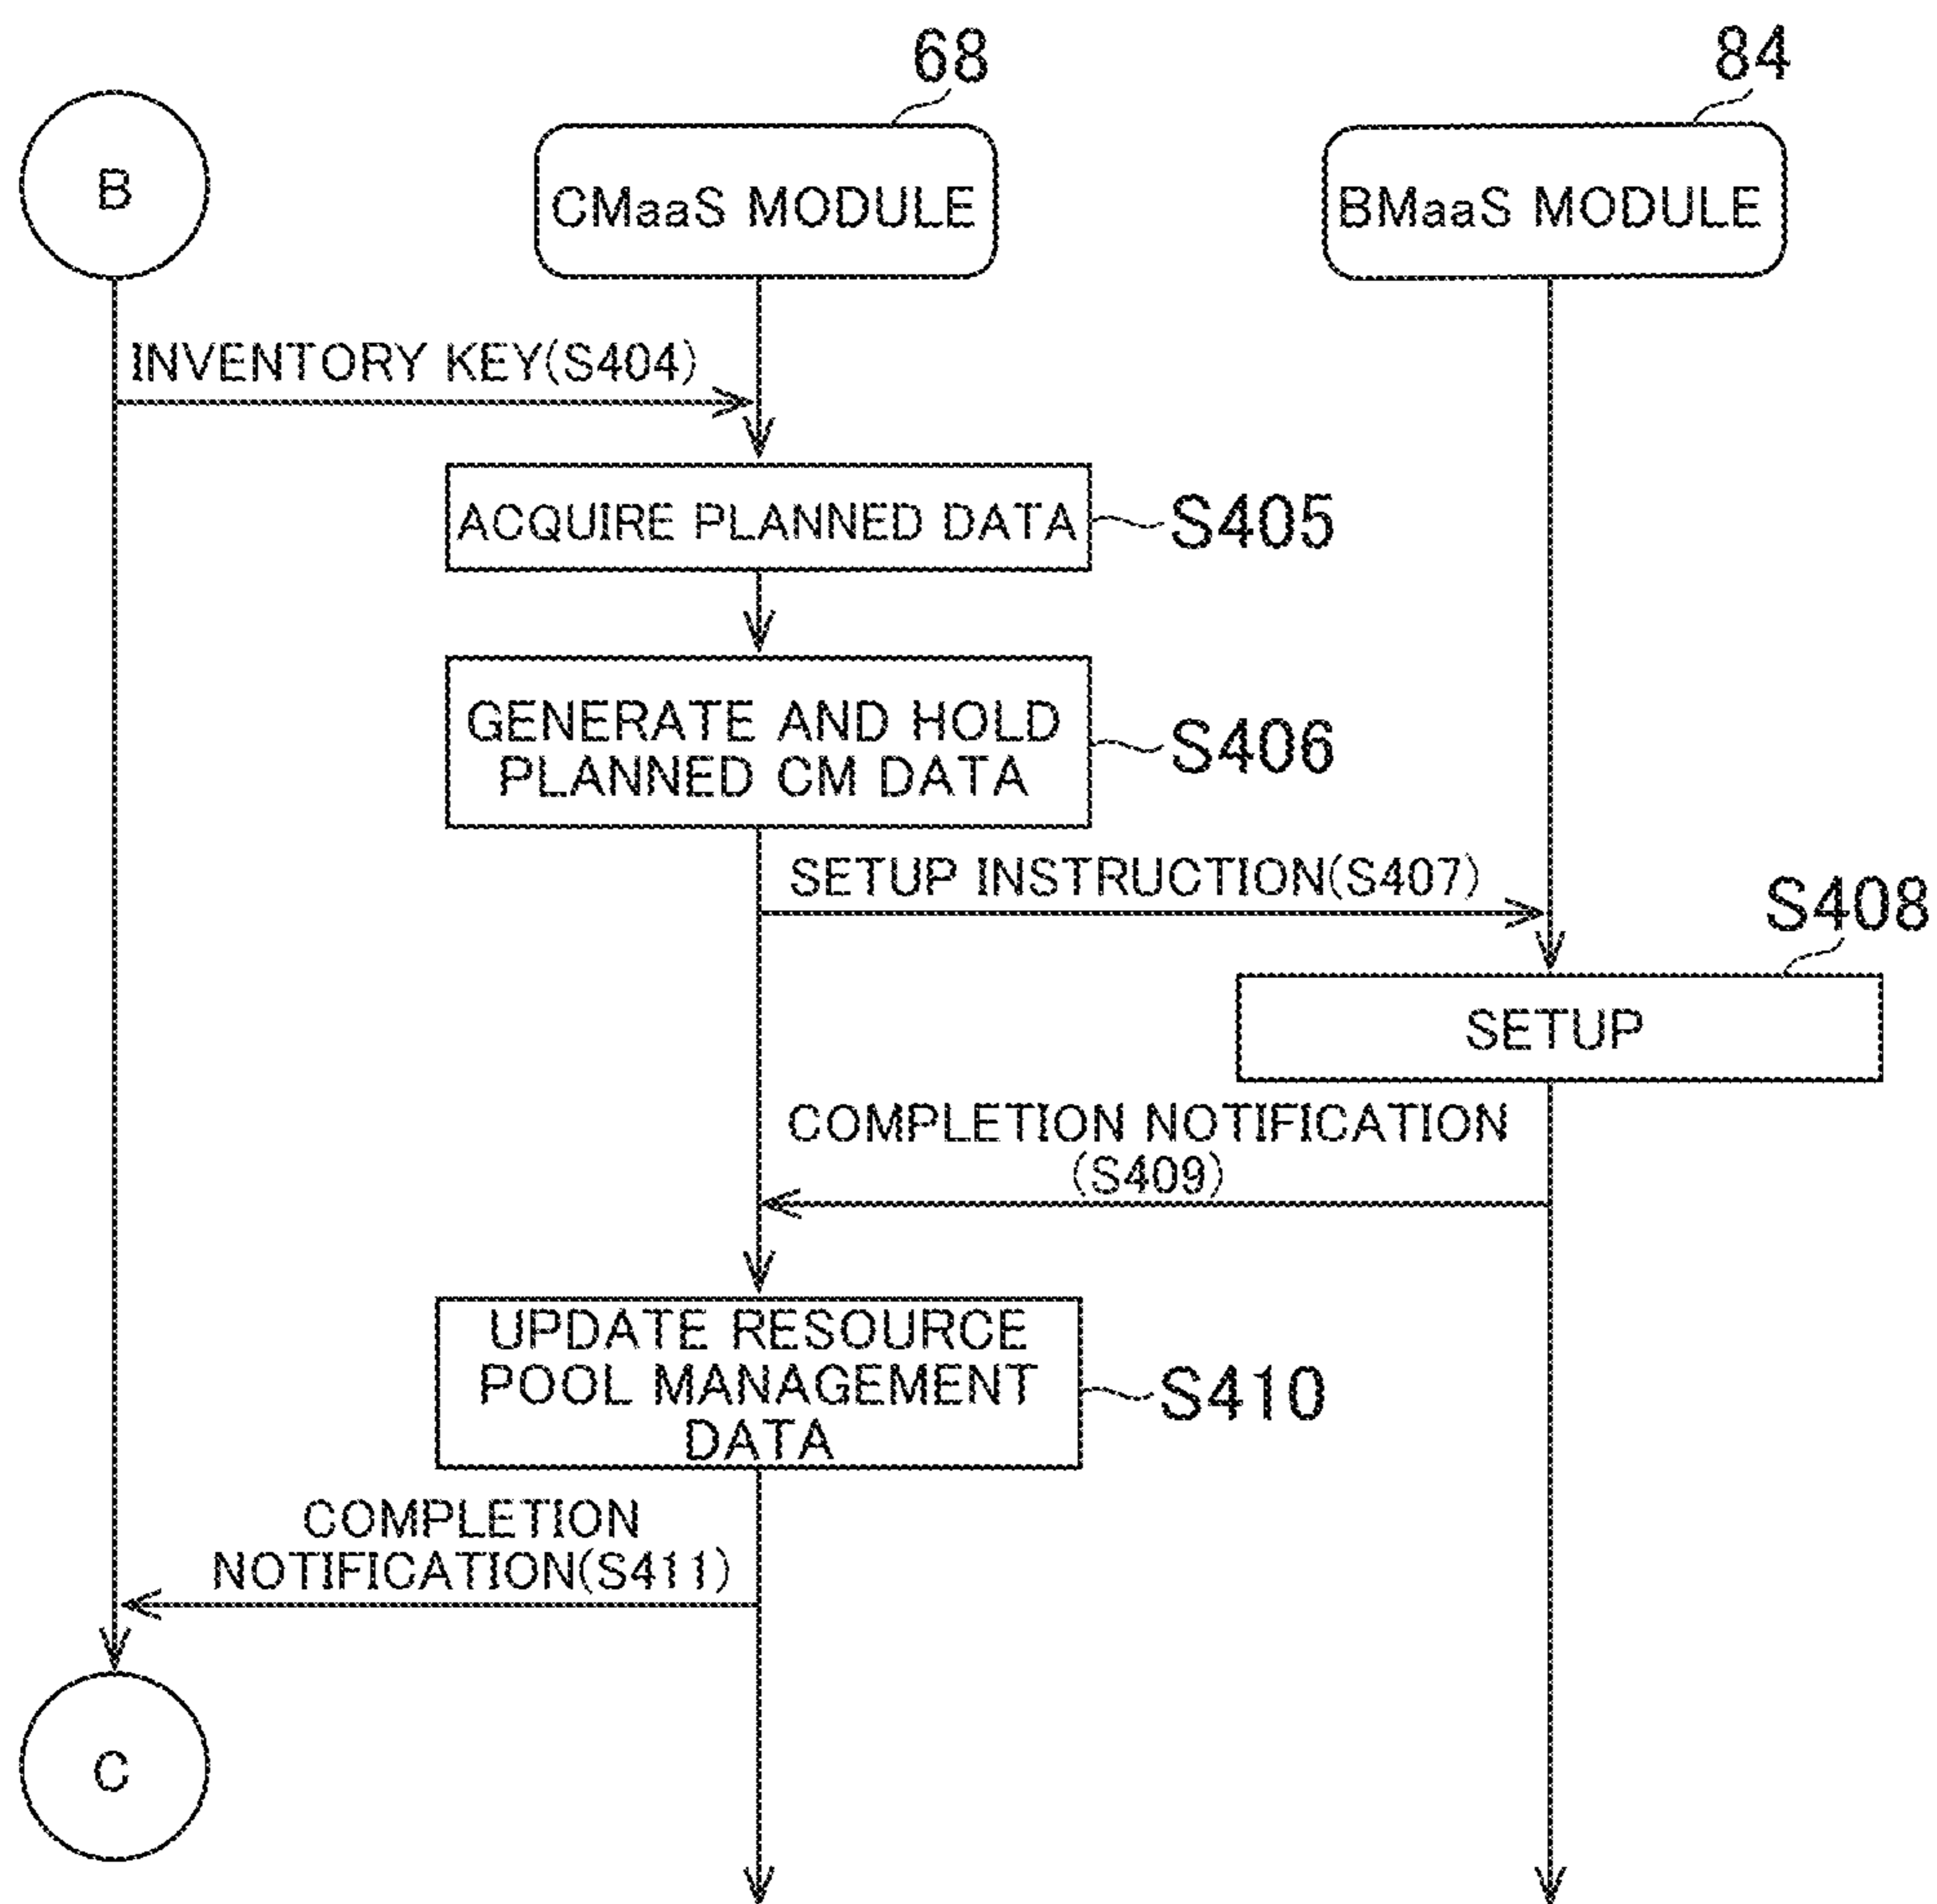 68
84
B
CMaaS MODULE
BMaaS MODULE
INVENTORY KEY(S404)
ACQUIRE PLANNED DATA
S405
GENERATE AND HOLD
PLANNED CM DATA
S406
SETUP INSTRUCTION(S407)
S408
SETUP
COMPLETION NOTIFICATION
(S409)
UPDATE RESOURCE
POOL MANAGEMENT
DATA
S410
COMPLETION
NOTIFICATION(S411)
C